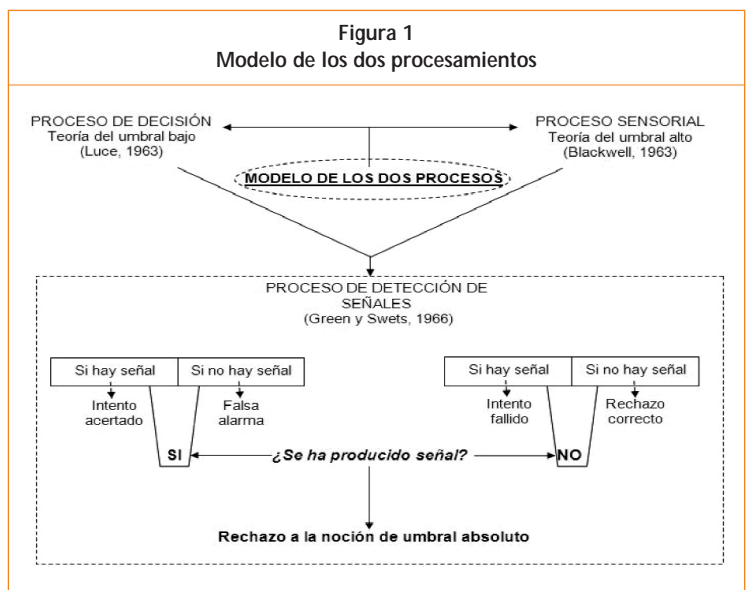 Figura 1
Modelo de los dos procesamientos
PROCESO DE DECISIÓN
Teoría del umbral bajo
(Luce, 1963)
PROCESO SENSORIAL
Teoría del umbral alto
(Blackwell, 1963)
MODELO DE LOS DOS PROCESOS
PROCESO DE DETECCIÓN DE
SEÑALES
(Green y Swets, 1966)
Si hay señal
Si no hay señal
Intento
acertado
Falsa
alarma
Si hay señal
Si no hay señal
Intento
fallido
Rechazo
correcto
SI
¿Se ha producido señal?
NO
Rechazo a la noción de umbral absoluto